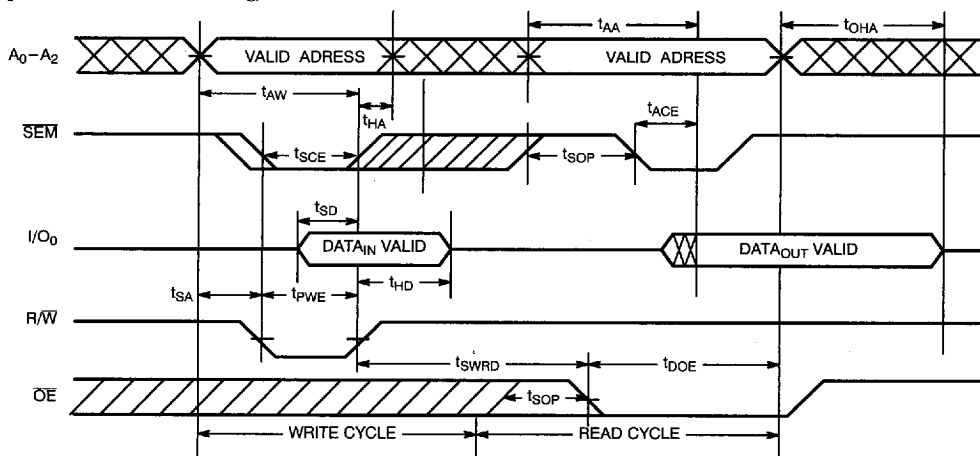 tAA
tOHA
A0–A2
VALID ADRESS
VALID ADRESS
tAW
tHA
tACE
SEM
tSCE
tSOP
tSD
I/O0
DATAIN VALID
DATAOUT VALID
tSA
tPWE
tHD
R/W
tSWRD
tDOE
OE
tSOP
WRITE CYCLE
READ CYCLE